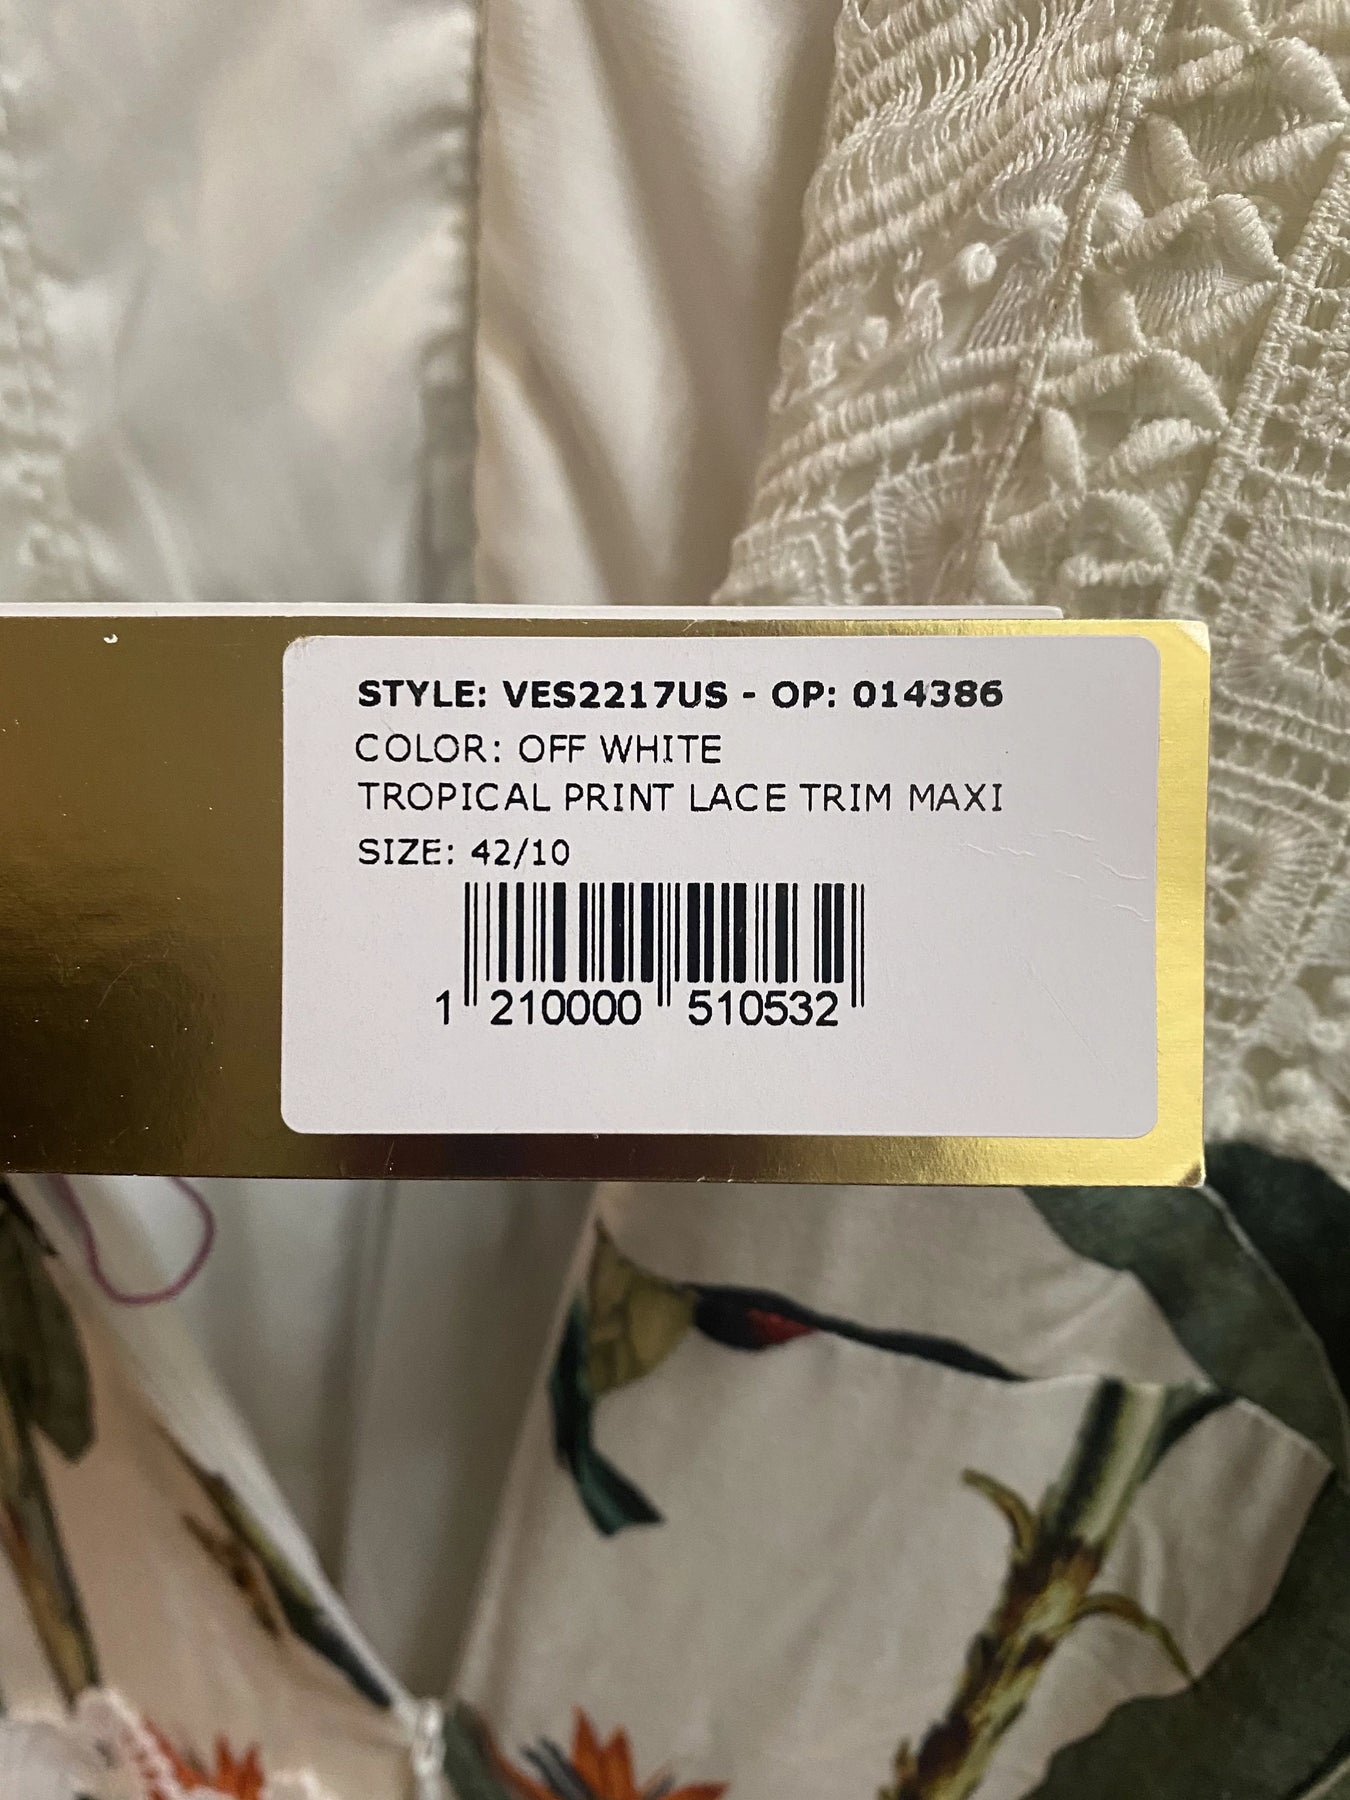 STYLE: VES2217US - OP: 014386
COLOR: OFF WHITE
TROPICAL PRINT LACE TRIM MAXI
SIZE: 42/10
1 210000 510532